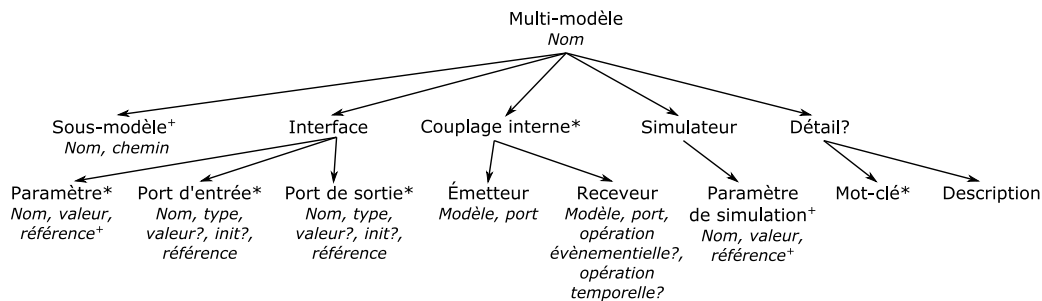 Multi-modèle
Nom
Sous-modèle+
Nom, chemin
Interface
Couplage interne*
Simulateur
Détail?
Paramètre*
Nom, valeur,
référence+
Port d'entrée*
Nom, type,
valeur?, init?,
référence
Port de sortie*
Nom, type,
valeur?, init?,
référence
Émetteur
Modèle, port
Receveur
Modèle, port,
opération
évènementielle?,
opération
temporelle?
Paramètre
de simulation+
Nom, valeur,
référence+
Mot-clé*
Description